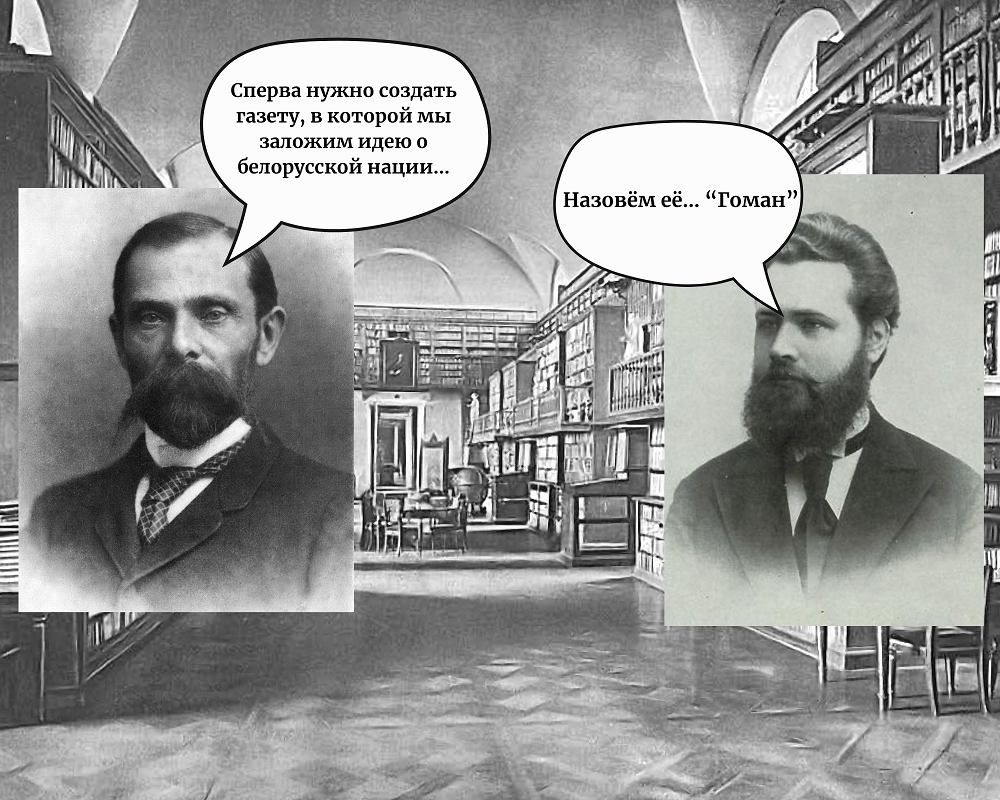 Сперва нужно создать
газету, в которой мы
заложим идею о
белорусской нации...
Назовём её... “Гоман”